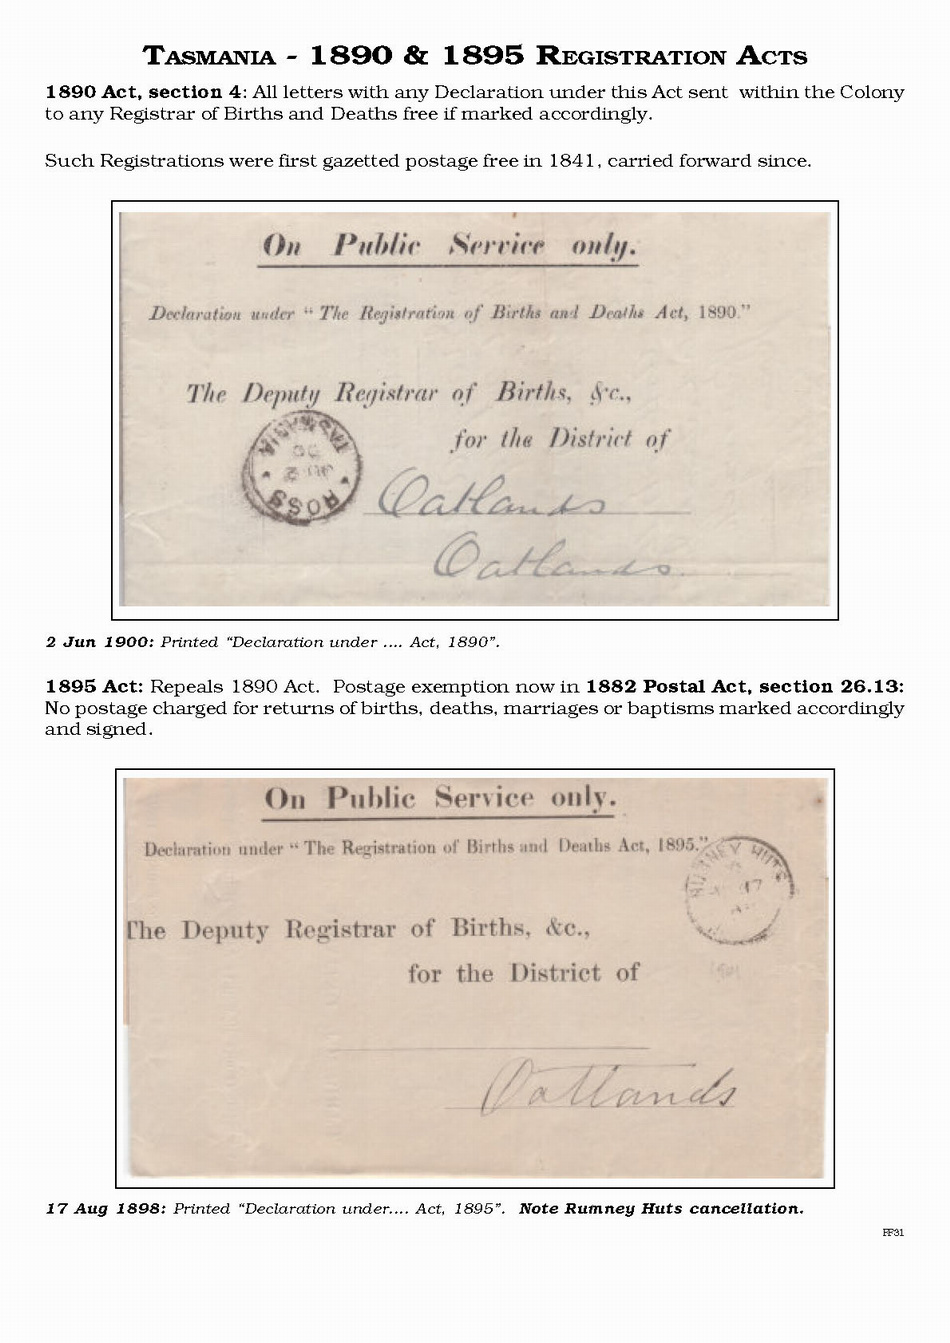 TASMANIA - 1890 & 1895 REGISTRATION ACTS
1890 Act, section 4: All letters with any Declaration under this Act sent within the Colony
to any Registrar of Births and Deaths free if marked accordingly.
Such Registrations were first gazetted postage free in 1841, carried forward since.
On Public Service only.
Declaration under “ The Registration of Births and Deaths Act, 1890.”
The Deputy Registrar of Births, &c.,
for the District of
TASMANIA
JU 2
ROSS
Oatlands
Oatlands
2 Jun 1900: Printed “Declaration under .... Act, 1890”.
1895 Act: Repeals 1890 Act. Postage exemption now in 1882 Postal Act, section 26.13:
No postage charged for returns of births, deaths, marriages or baptisms marked accordingly
and signed.
On Public Service only.
Declaration under “ The Registration of Births and Deaths Act, 1895.”
RUMNEY HUTS
17
The Deputy Registrar of Births, &c.,
for the District of
Oatlands
17 Aug 1898: Printed “Declaration under.... Act, 1895”. Note Rumney Huts cancellation.
FF31